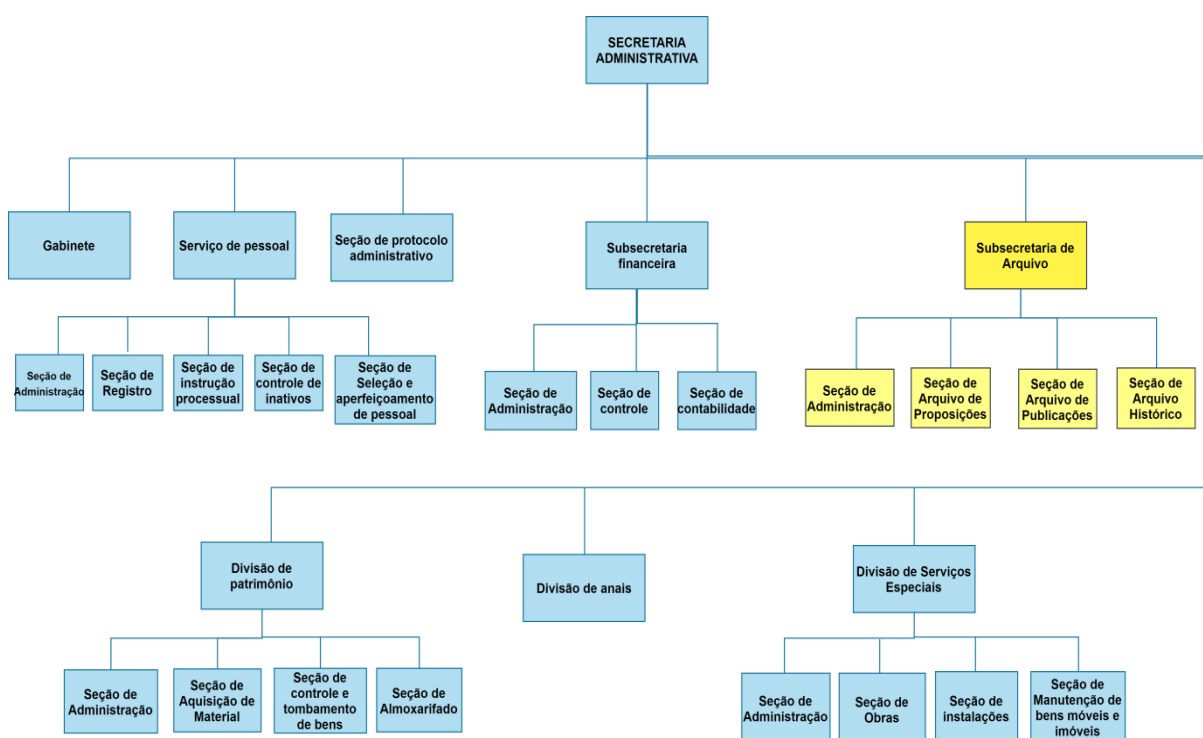 SECRETARIA
ADMINISTRATIVA
Gabinete
Serviço de pessoal
Seção de protocolo
administrativo
Subsecretaria
financeira
Subsecretaria de
Arquivo
Seção de
Administração
Seção de
Registro
Seção de
instrução
processual
Seção de
controle de
inativos
Seção de
Seleção e
aperfeiçoamento
de pessoal
Seção de
Administração
Seção de
controle
Seção de
contabilidade
Seção de
Administração
Seção de
Arquivo de
Proposições
Seção de
Arquivo de
Publicações
Seção de
Arquivo
Histórico
Divisão de
patrimônio
Divisão de anais
Divisão de Serviços
Especiais
Seção de
Administração
Seção de
Aquisição de
Material
Seção de
controle e
tombamento
de bens
Seção de
Almoxarifado
Seção de
Administração
Seção de
Obras
Seção de
instalações
Seção de
Manutenção de
bens móveis e
imóveis